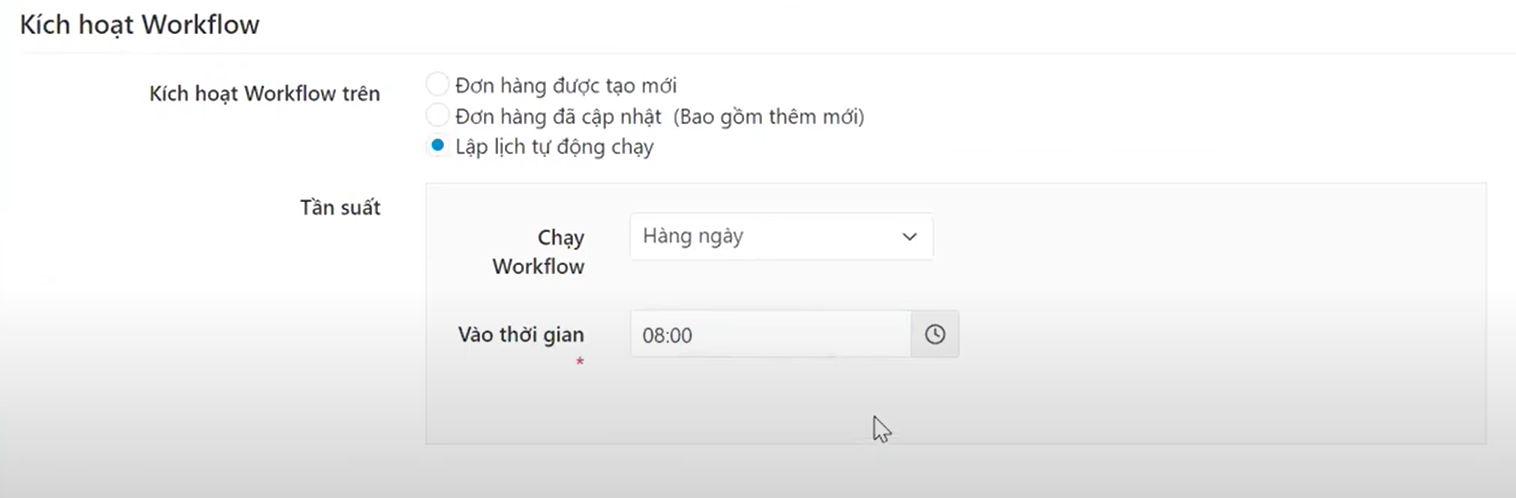 Kích hoạt Workflow
Kích hoạt Workflow trên
Đơn hàng được tạo mới
Đơn hàng đã cập nhật (Bao gồm thêm mới)
Lập lịch tự động chạy
Tần suất
Chạy
Workflow
Hàng ngày
Vào thời gian
*
08:00